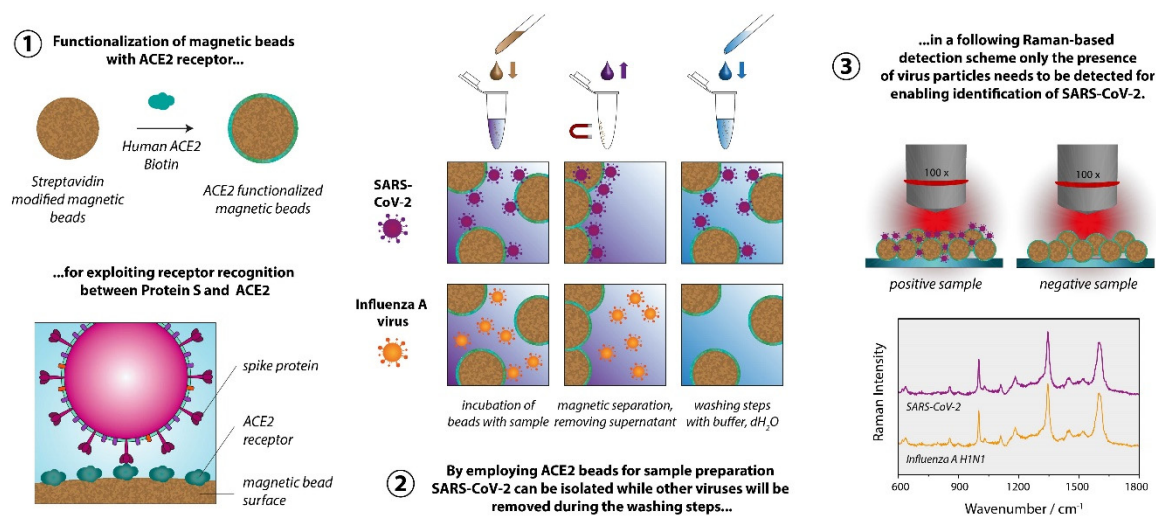 1
Functionalization of magnetic beads
with ACE2 receptor...
Human ACE2
Biotin
Streptavidin
modified magnetic
beads
ACE2 functionalized
magnetic beads
...for exploiting receptor recognition
between Protein S and ACE2
spike protein
ACE2
receptor
magnetic bead
surface
SARS-
CoV-2
Influenza A
virus
incubation of
beads with sample
magnetic separation,
removing supernatant
washing steps
with buffer, dH₂O
2
By employing ACE2 beads for sample preparation
SARS-CoV-2 can be isolated while other viruses will be
removed during the washing steps...
3
...in a following Raman-based
detection scheme only the presence
of virus particles needs to be detected for
enabling identification of SARS-CoV-2.
100 x
100 x
positive sample
negative sample
Raman Intensity
SARS-CoV-2
Influenza A H1N1
600 900 1200 1500 1800
Wavenumber / cm⁻¹